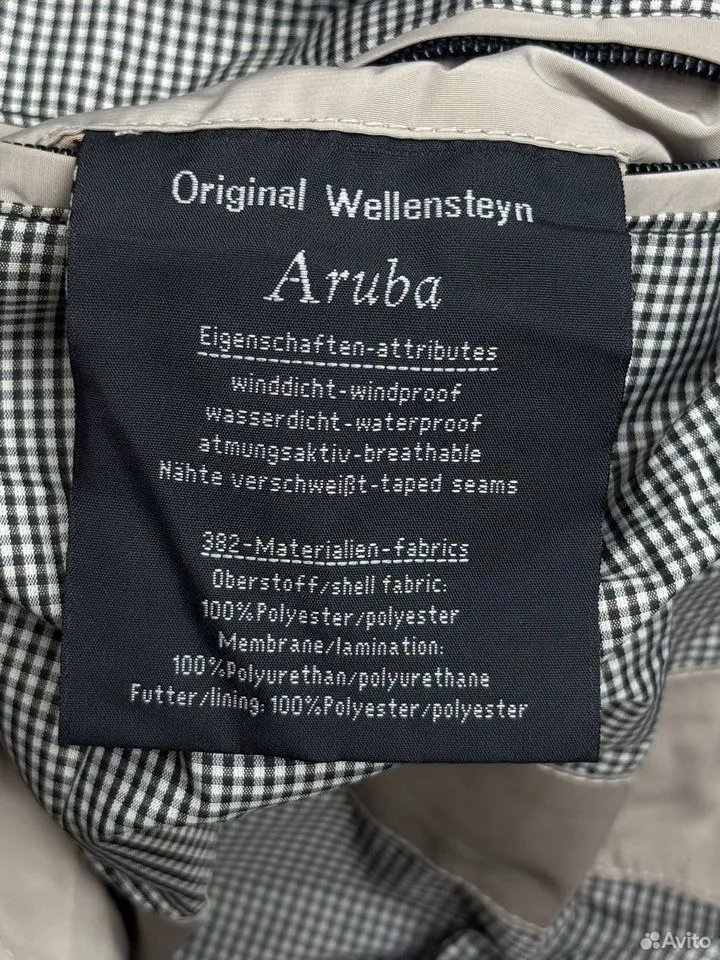 Original Wellensteyn
Aruba
Eigenschaften-attributes
winddicht-windproof
wasserdicht-waterproof
atmungsaktiv-breathable
Nähte verschweißt-taped seams
382-Materialien-fabrics
Oberstoff/shell fabric:
100%Polyester/polyester
Membrane/lamination:
100%Polyurethan/polyurethane
Futter/lining: 100%Polyester/polyester
Avito